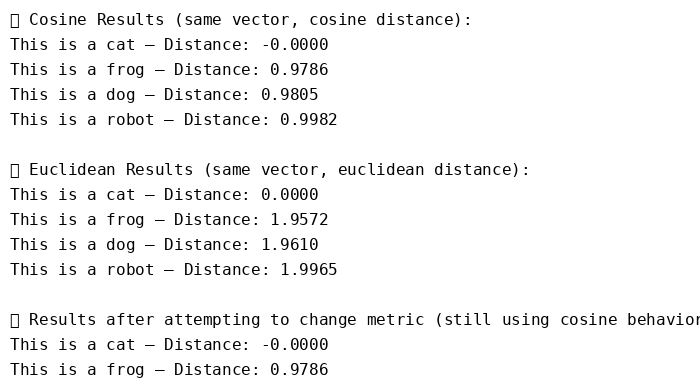 ▯ Cosine Results (same vector, cosine distance):
This is a cat — Distance: -0.0000
This is a frog — Distance: 0.9786
This is a dog — Distance: 0.9805
This is a robot — Distance: 0.9982
▯ Euclidean Results (same vector, euclidean distance):
This is a cat — Distance: 0.0000
This is a frog — Distance: 1.9572
This is a dog — Distance: 1.9610
This is a robot — Distance: 1.9965
▯ Results after attempting to change metric (still using cosine behavior
This is a cat — Distance: -0.0000
This is a frog — Distance: 0.9786